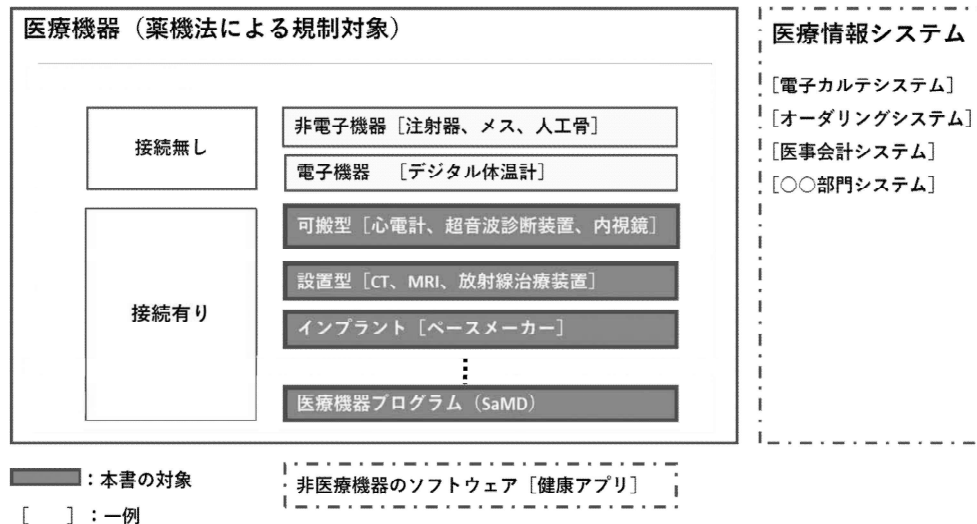 医療機器（薬機法による規制対象）
接続無し
非電子機器［注射器、メス、人工骨］
電子機器　［デジタル体温計］
接続有り
可搬型［心電計、超音波診断装置、内視鏡］
設置型［CT、MRI、放射線治療装置］
インプラント［ペースメーカー］
医療機器プログラム（SaMD）
医療情報システム
［電子カルテシステム］
［オーダリングシステム］
［医事会計システム］
［○○部門システム］
：本書の対象
［　　］：一例
非医療機器のソフトウェア［健康アプリ］